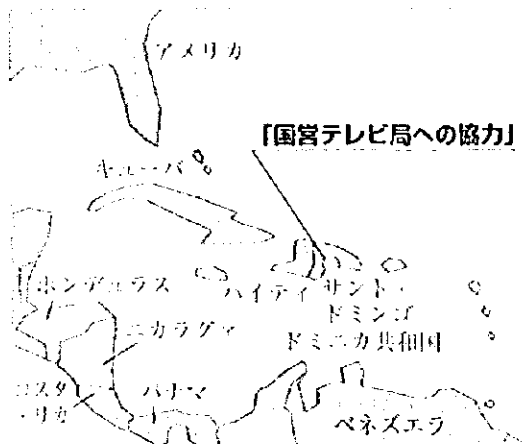 アメリカ
「国営テレビ局への協力」
キューバ
ホンデュラス
ハイティ
サント・
ドミンゴ
ニカラグァ
ドミニカ共和国
コスタ
・リカ
パナマ
ベネズエラ